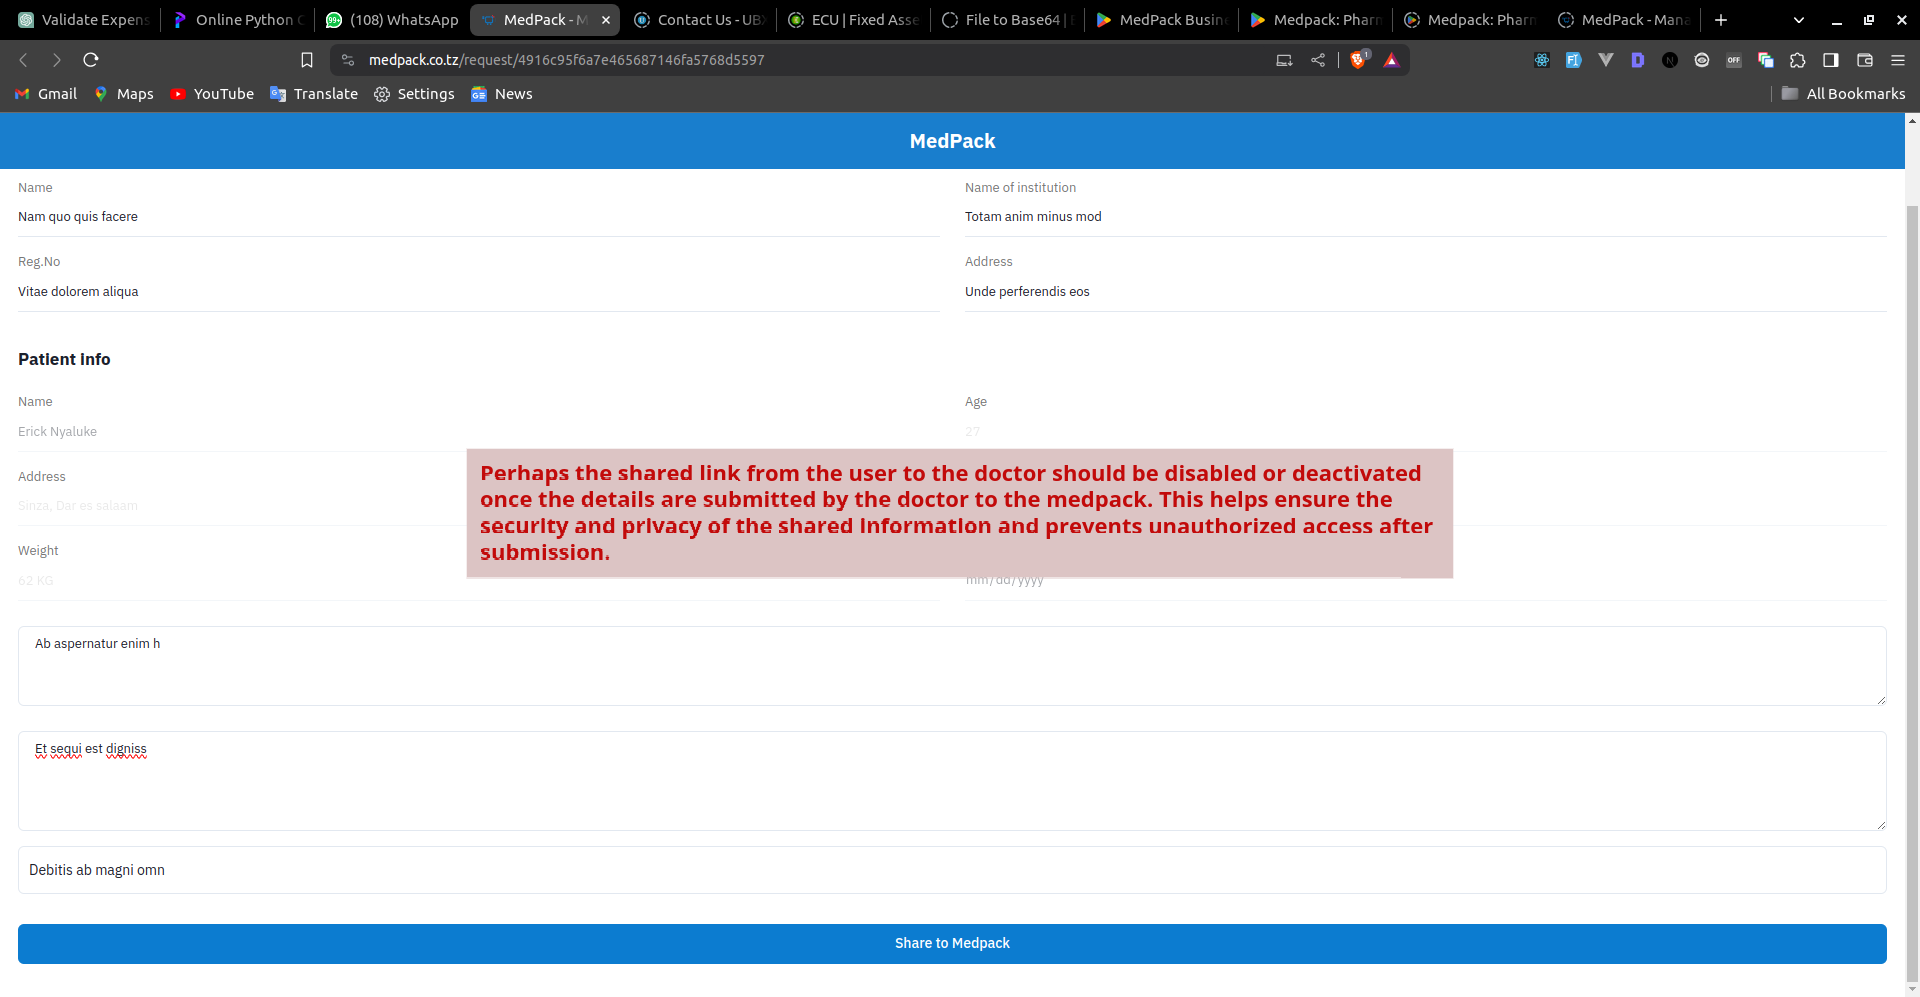 Validate Expens
Online Python C
(108) WhatsApp
MedPack - M
Contact Us - UBX
ECU | Fixed Asse
File to Base64 | E
MedPack Busine
Medpack: Pharm
Medpack: Pharm
MedPack - Mana
medpack.co.tz/request/4916c95f6a7e465687146fa5768d5597
Gmail
Maps
YouTube
Translate
Settings
News
All Bookmarks
MedPack
Name
Name of institution
Nam quo quis facere
Totam anim minus mod
Reg.No
Address
Vitae dolorem aliqua
Unde perferendis eos
Patient info
Name
Age
Erick Nyaluke
27
Address
Sinza, Dar es salaam
Perhaps the shared link from the user to the doctor should be disabled or deactivated
once the details are submitted by the doctor to the medpack. This helps ensure the
security and privacy of the shared information and prevents unauthorized access after
submission.
Weight
62 KG
mm/dd/yyyy
Ab aspernatur enim h
Et sequi est digniss
Debitis ab magni omn
Share to Medpack